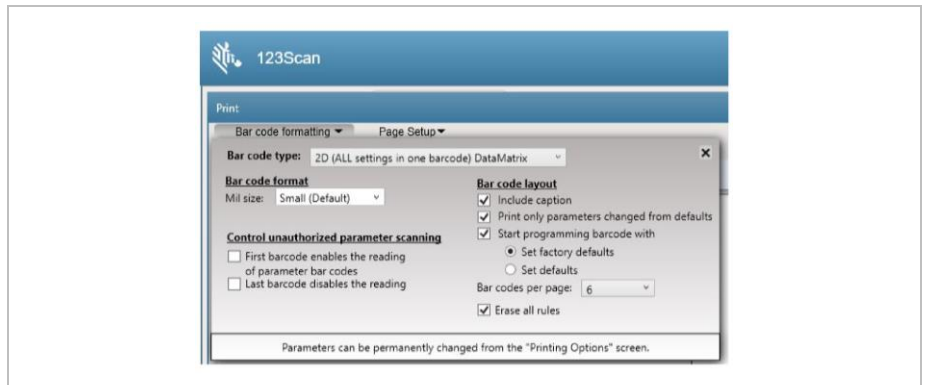 123Scan
Print
Bar code formatting Page Setup
Bar code type: 2D (ALL settings in one barcode) DataMatrix
Bar code format
Mil size: Small (Default)
Control unauthorized parameter scanning
First barcode enables the reading
of parameter bar codes
Last barcode disables the reading
Bar code layout
Include caption
Print only parameters changed from defaults
Start programming barcode with
Set factory defaults
Set defaults
Bar codes per page: 6
Erase all rules
Parameters can be permanently changed from the "Printing Options" screen.